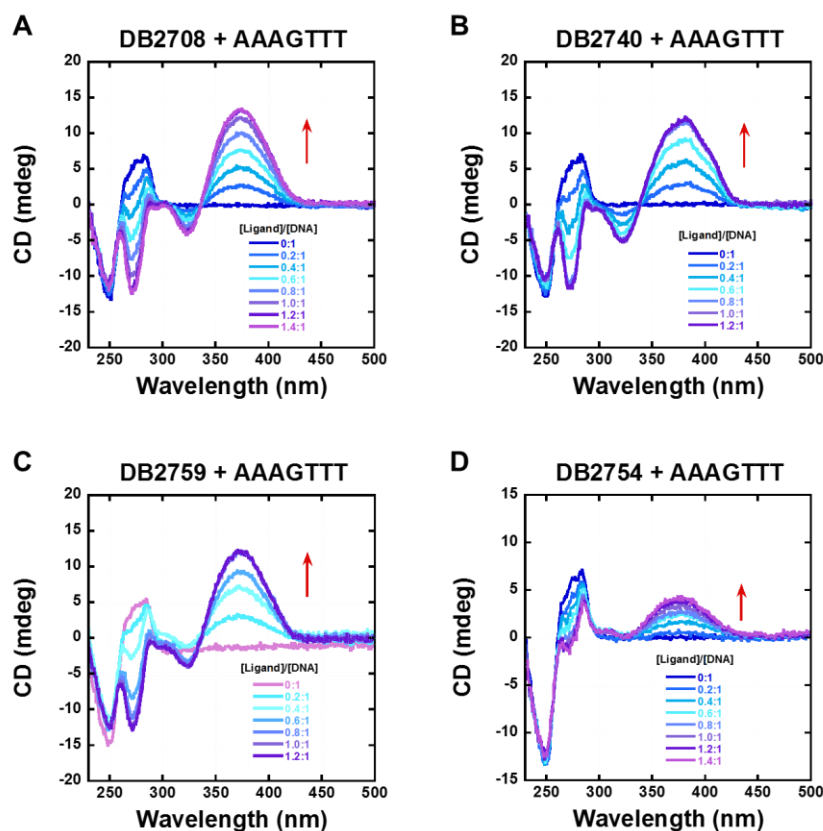 A
DB2708 + AAAGTTT
20
15
10
5
0
-5
-10
-15
-20
CD (mdeg)
[Ligand]/[DNA]
0:1
0.2:1
0.4:1
0.6:1
0.8:1
1.0:1
1.2:1
1.4:1
250 300 350 400 450 500
Wavelength (nm)
B
DB2740 + AAAGTTT
20
15
10
5
0
-5
-10
-15
-20
CD (mdeg)
[Ligand]/[DNA]
0:1
0.2:1
0.4:1
0.6:1
0.8:1
1.0:1
1.2:1
250 300 350 400 450 500
Wavelength (nm)
C
DB2759 + AAAGTTT
20
15
10
5
0
-5
-10
-15
-20
CD (mdeg)
[Ligand]/[DNA]
0:1
0.2:1
0.4:1
0.6:1
0.8:1
1.0:1
1.2:1
250 300 350 400 450 500
Wavelength (nm)
D
DB2754 + AAAGTTT
15
10
5
0
-5
-10
-15
CD (mdeg)
[Ligand]/[DNA]
0:1
0.2:1
0.4:1
0.6:1
0.8:1
1.0:1
1.2:1
1.4:1
250 300 350 400 450 500
Wavelength (nm)